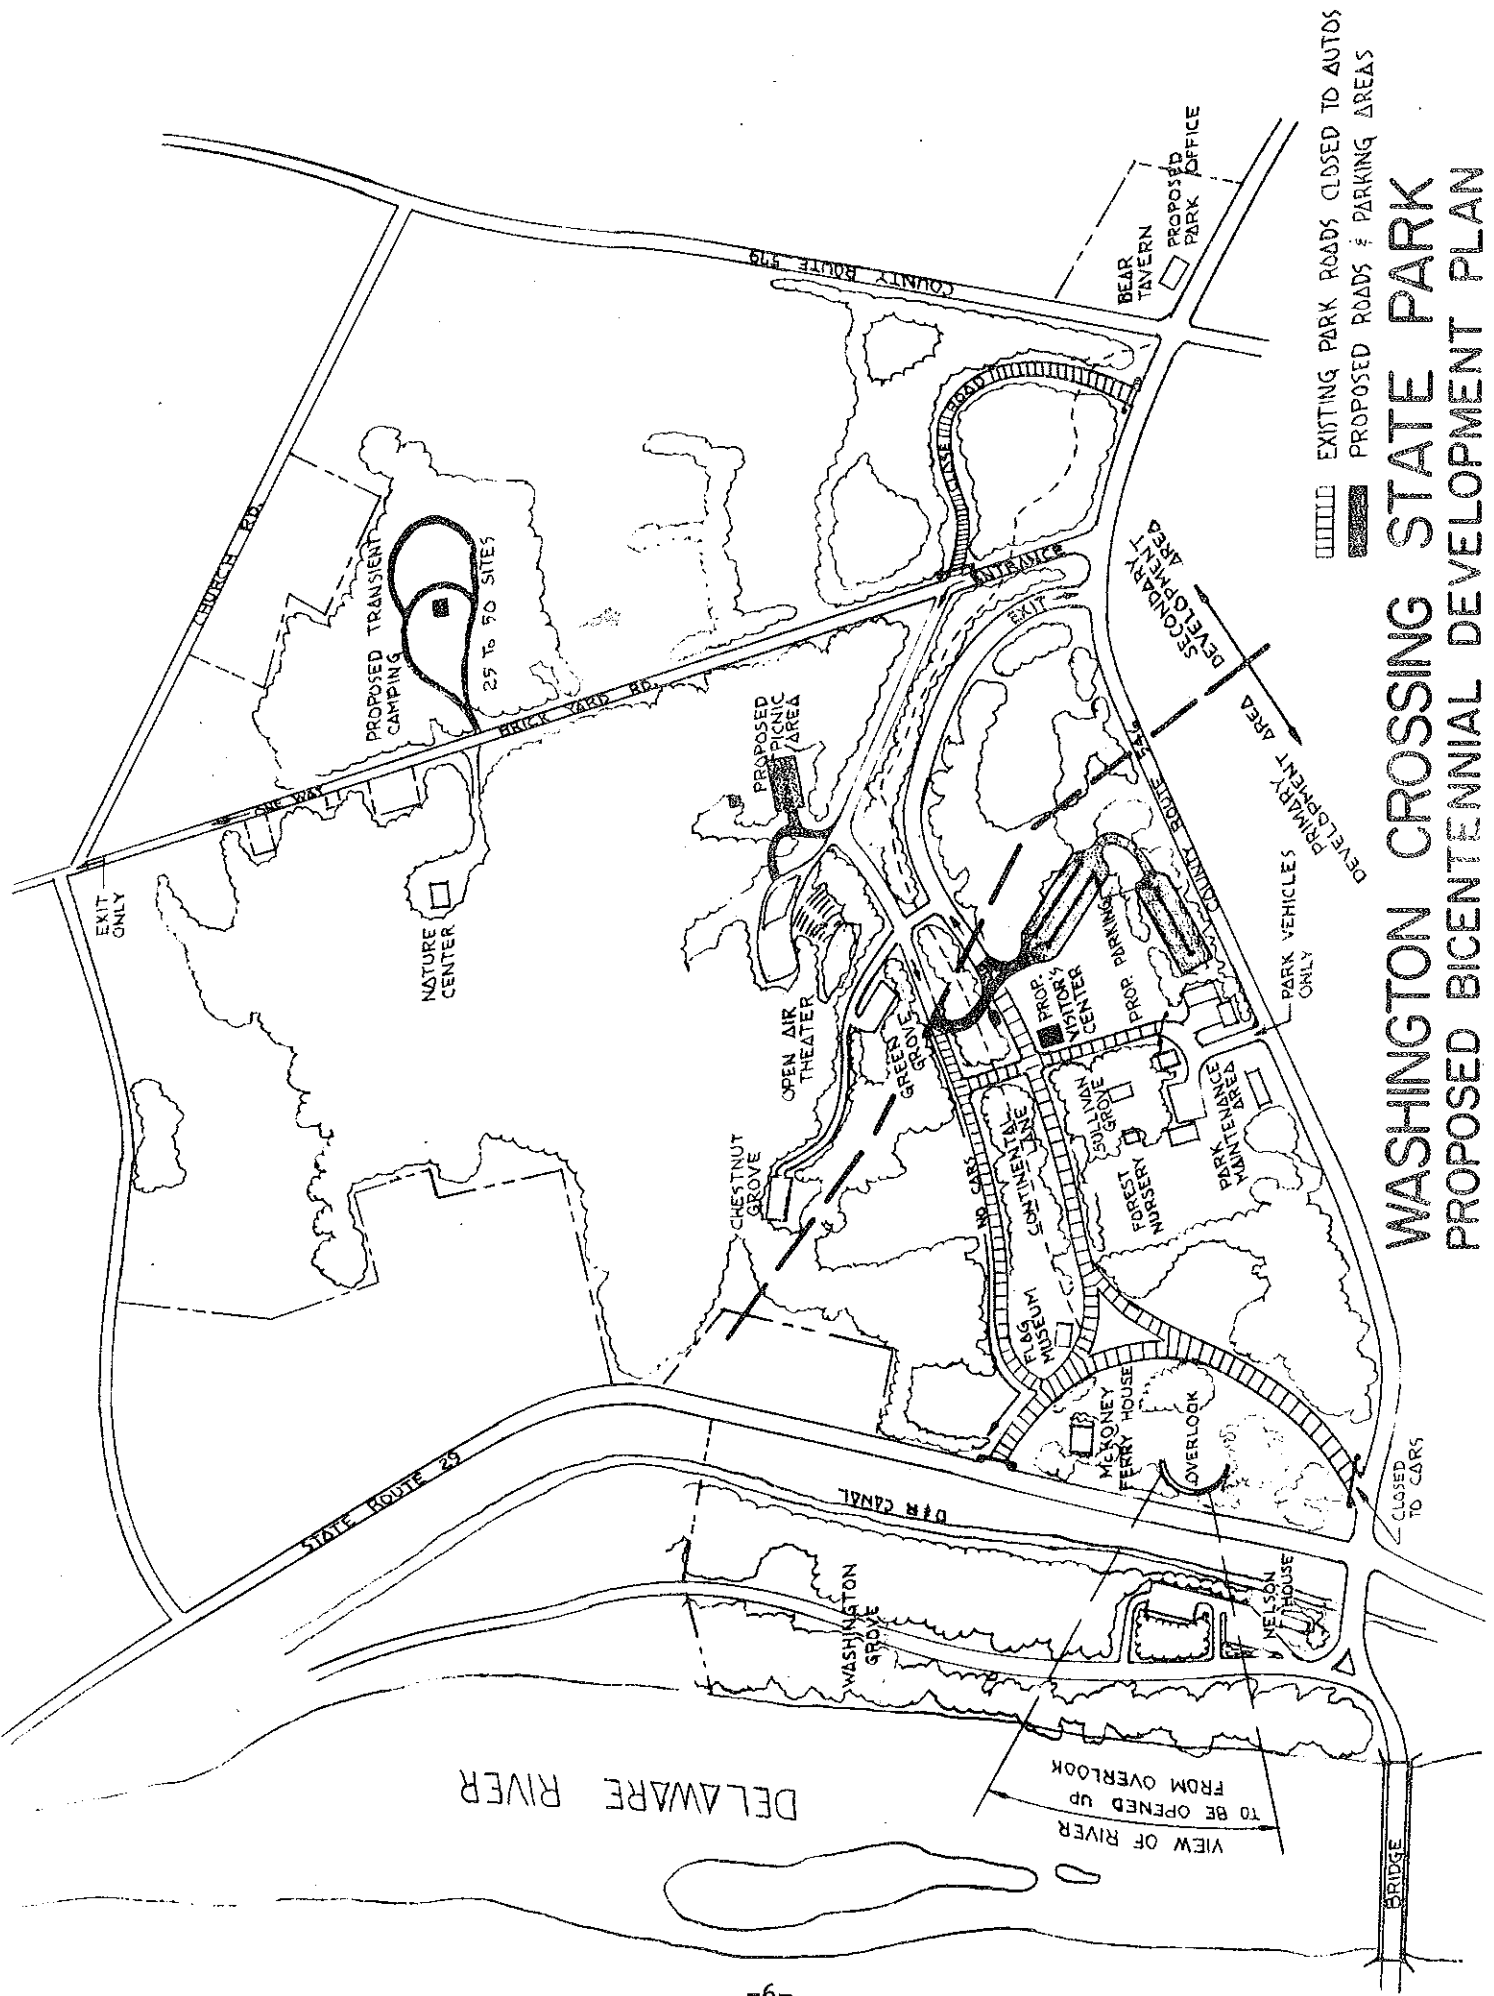 CHURCH RD.
COUNTY ROUTE 579
PROPOSED TRANSIENT
CAMPING
25 TO 50 SITES
BRICK YARD RD.
ONE WAY
EXIT
ONLY
NATURE
CENTER
BEAR
TAVERN
PROPOSED
PARK OFFICE
CLOSE ROAD
ENTRANCE
EXIT
SECONDARY
DEVELOPMENT
AREA
PRIMARY
DEVELOPMENT AREA
COUNTY ROUTE 546
PROPOSED
PICNIC
AREA
OPEN AIR
THEATER
GREEN
GROVE
CHESTNUT
GROVE
PROP.
VISITOR'S
CENTER
PROP. PARKING
PARK VEHICLES
ONLY
NO CARS
CONTINENTAL
LANE
SULLIVAN
GROVE
FOREST
NURSERY
PARK
MAINTENANCE
AREA
FLAG
MUSEUM
McKONEY
FERRY HOUSE
OVERLOOK
CLOSED
TO CARS
STATE ROUTE 29
D&R CANAL
WASHINGTON
GROVE
NELSON
HOUSE
DELAWARE RIVER
VIEW OF RIVER
TO BE OPENED UP
FROM OVERLOOK
BRIDGE
EXISTING PARK ROADS CLOSED TO AUTOS
PROPOSED ROADS & PARKING AREAS
WASHINGTON CROSSING STATE PARK
PROPOSED BICENTENNIAL DEVELOPMENT PLAN
-9-